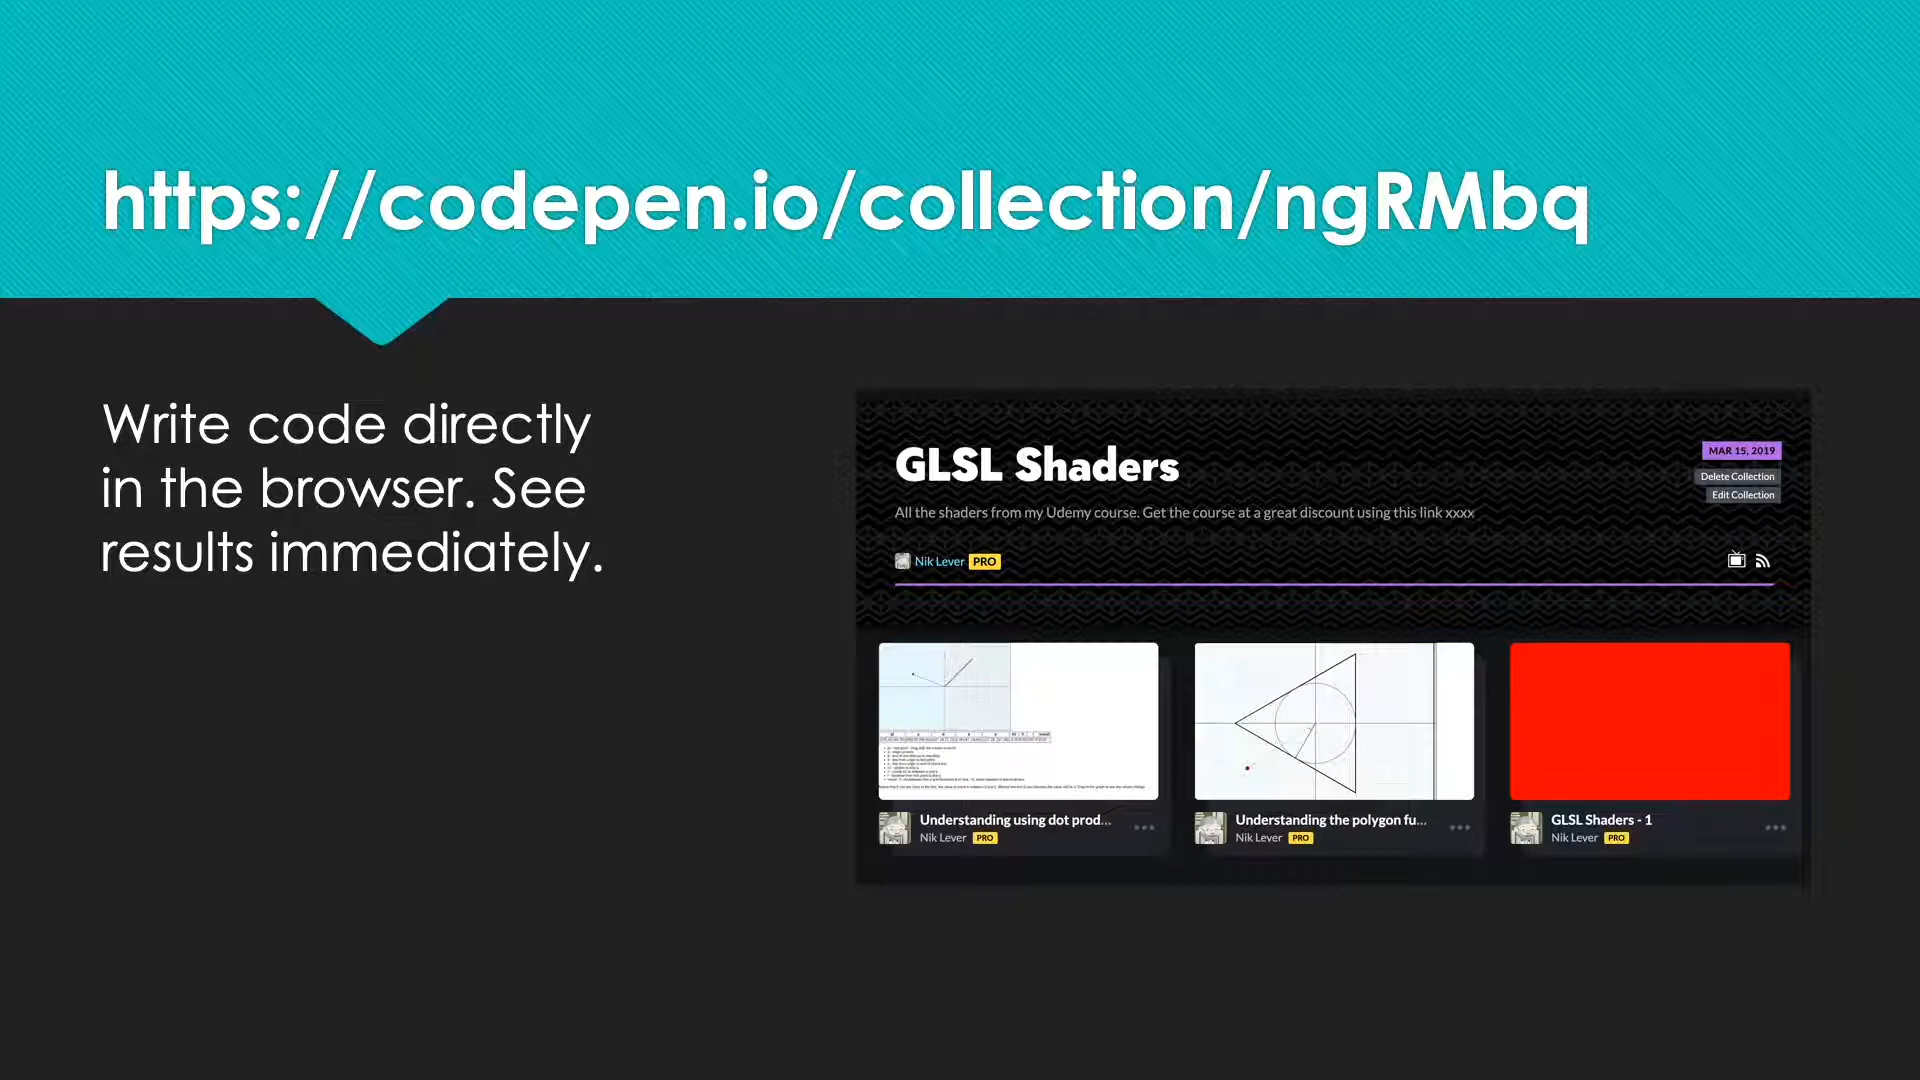 https://codepen.io/collection/ngRMbq
Write code directly
in the browser. See
results immediately.
GLSL Shaders
MAR 15, 2019
Delete Collection
Edit Collection
All the shaders from my Udemy course. Get the course at a great discount using this link xxxx
Nik Lever PRO
Understanding using dot prod...
Nik Lever PRO
Understanding the polygon fu...
Nik Lever PRO
GLSL Shaders - 1
Nik Lever PRO